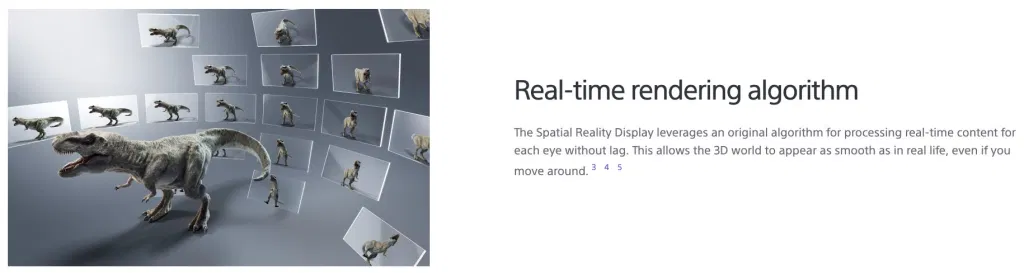 Real-time rendering algorithm
The Spatial Reality Display leverages an original algorithm for processing real-time content for
each eye without lag. This allows the 3D world to appear as smooth as in real life, even if you
move around. 3 4 5